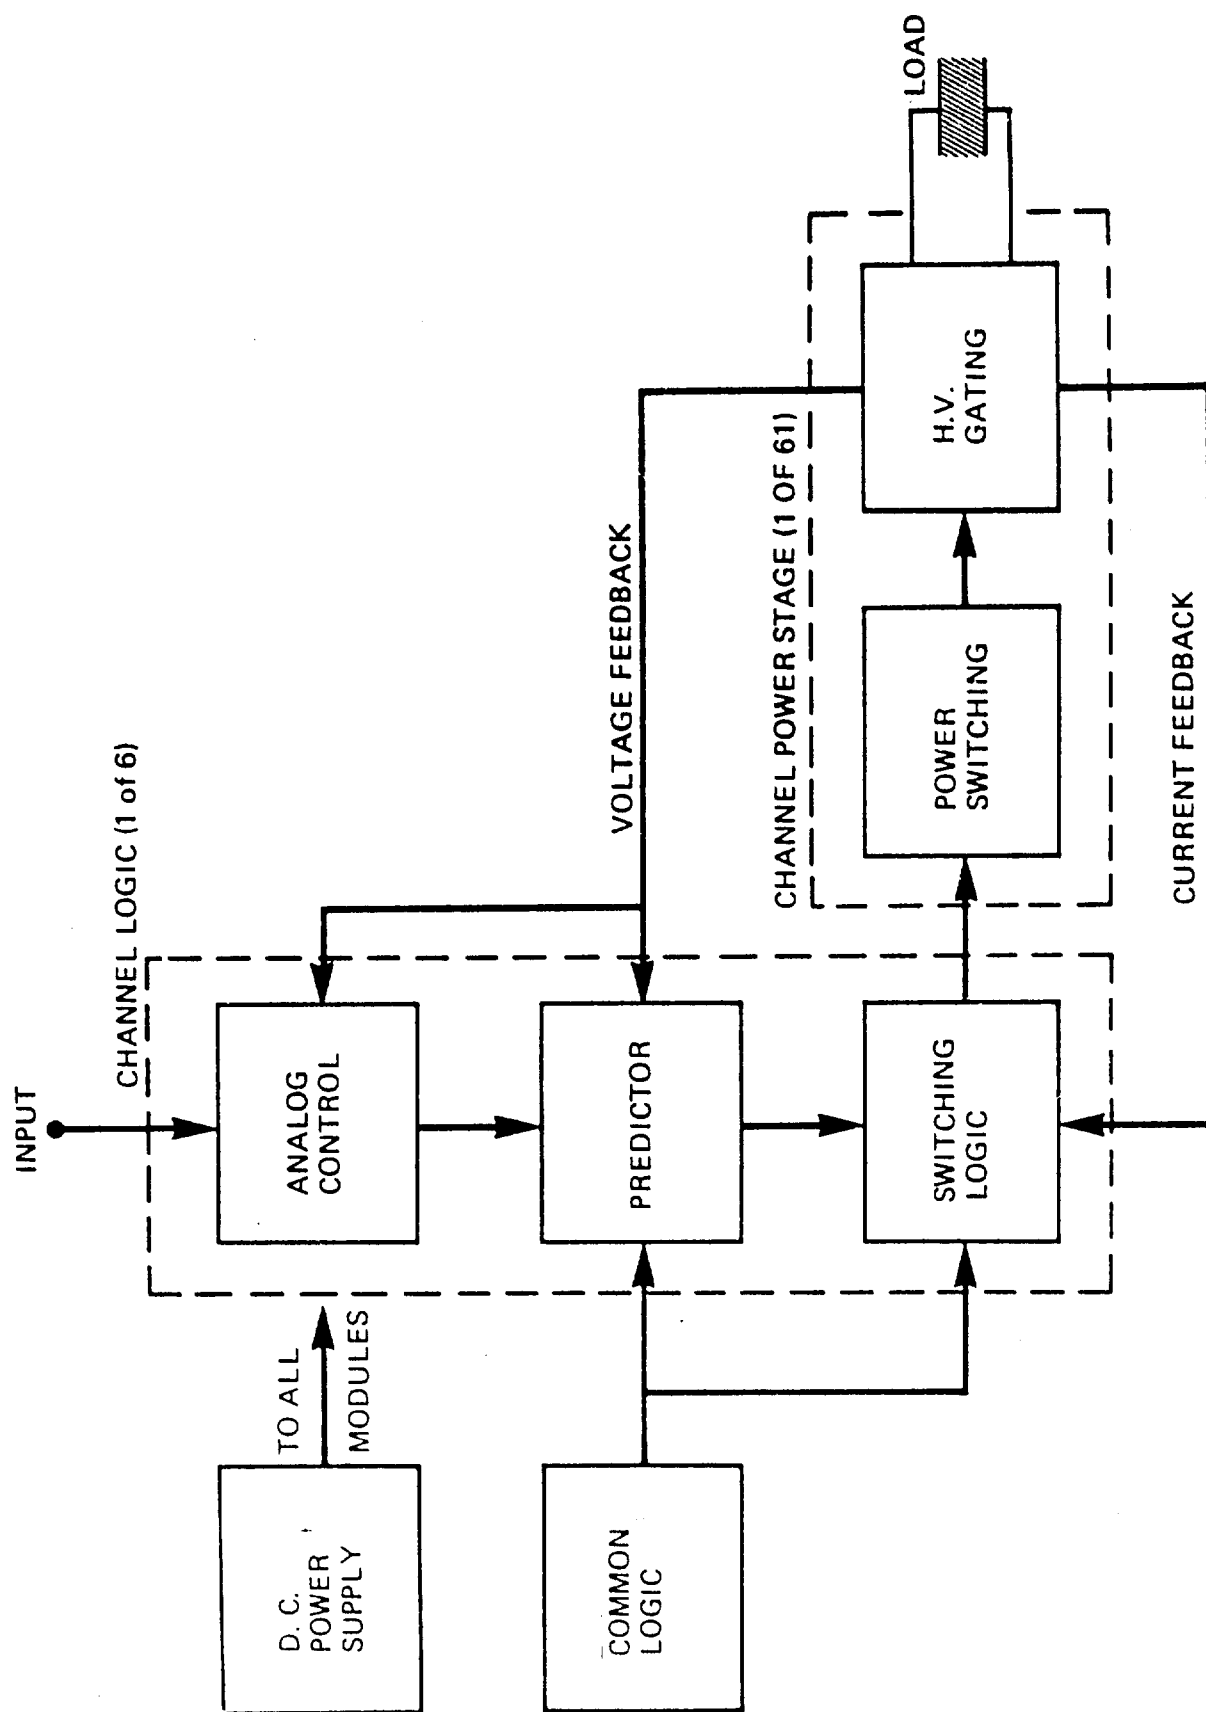 INPUT
CHANNEL LOGIC (1 of 6)
ANALOG
CONTROL
PREDICTOR
SWITCHING
LOGIC
D. C.
POWER
SUPPLY
TO ALL
MODULES
COMMON
LOGIC
VOLTAGE FEEDBACK
CHANNEL POWER STAGE (1 OF 61)
POWER
SWITCHING
H.V.
GATING
LOAD
CURRENT FEEDBACK